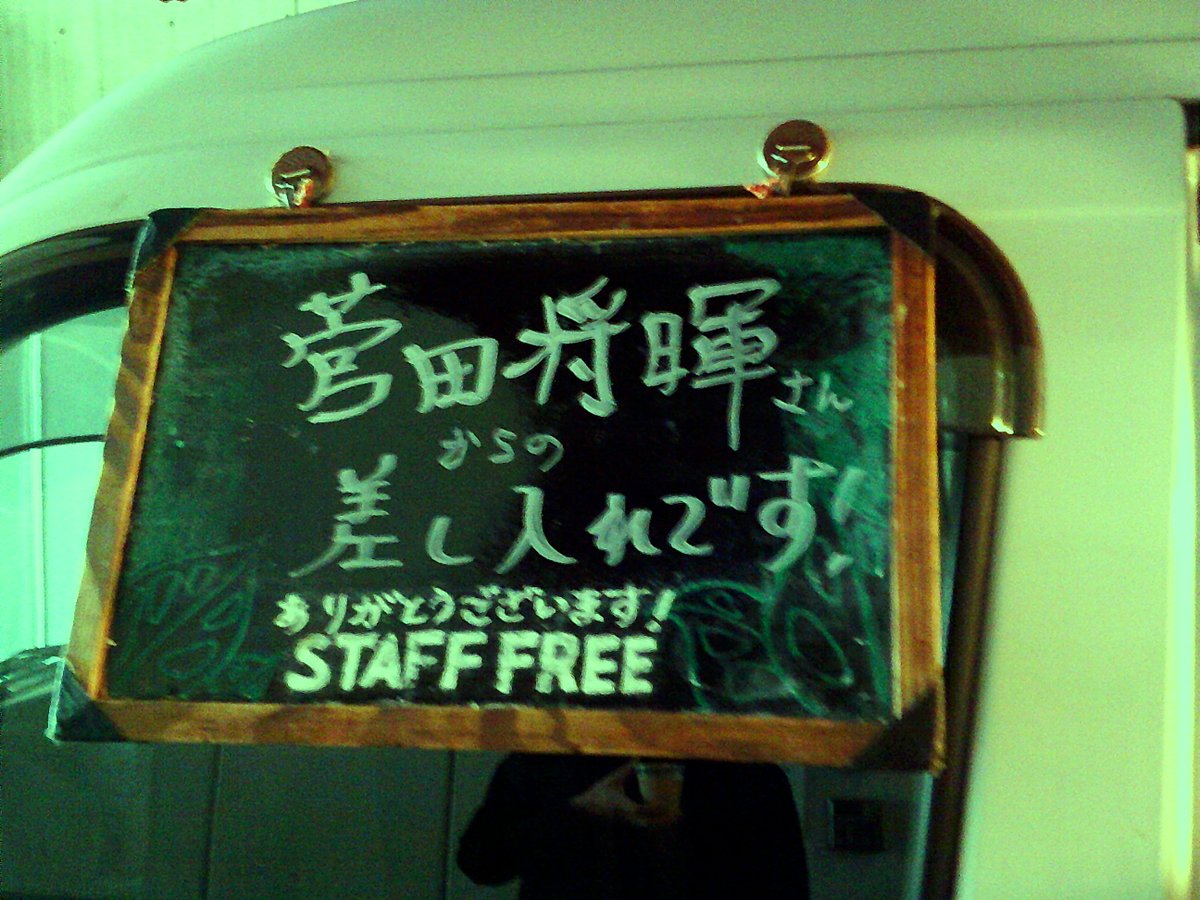 菅田将暉さん
からの
差し入れです!
ありがとうございます!
STAFF FREE